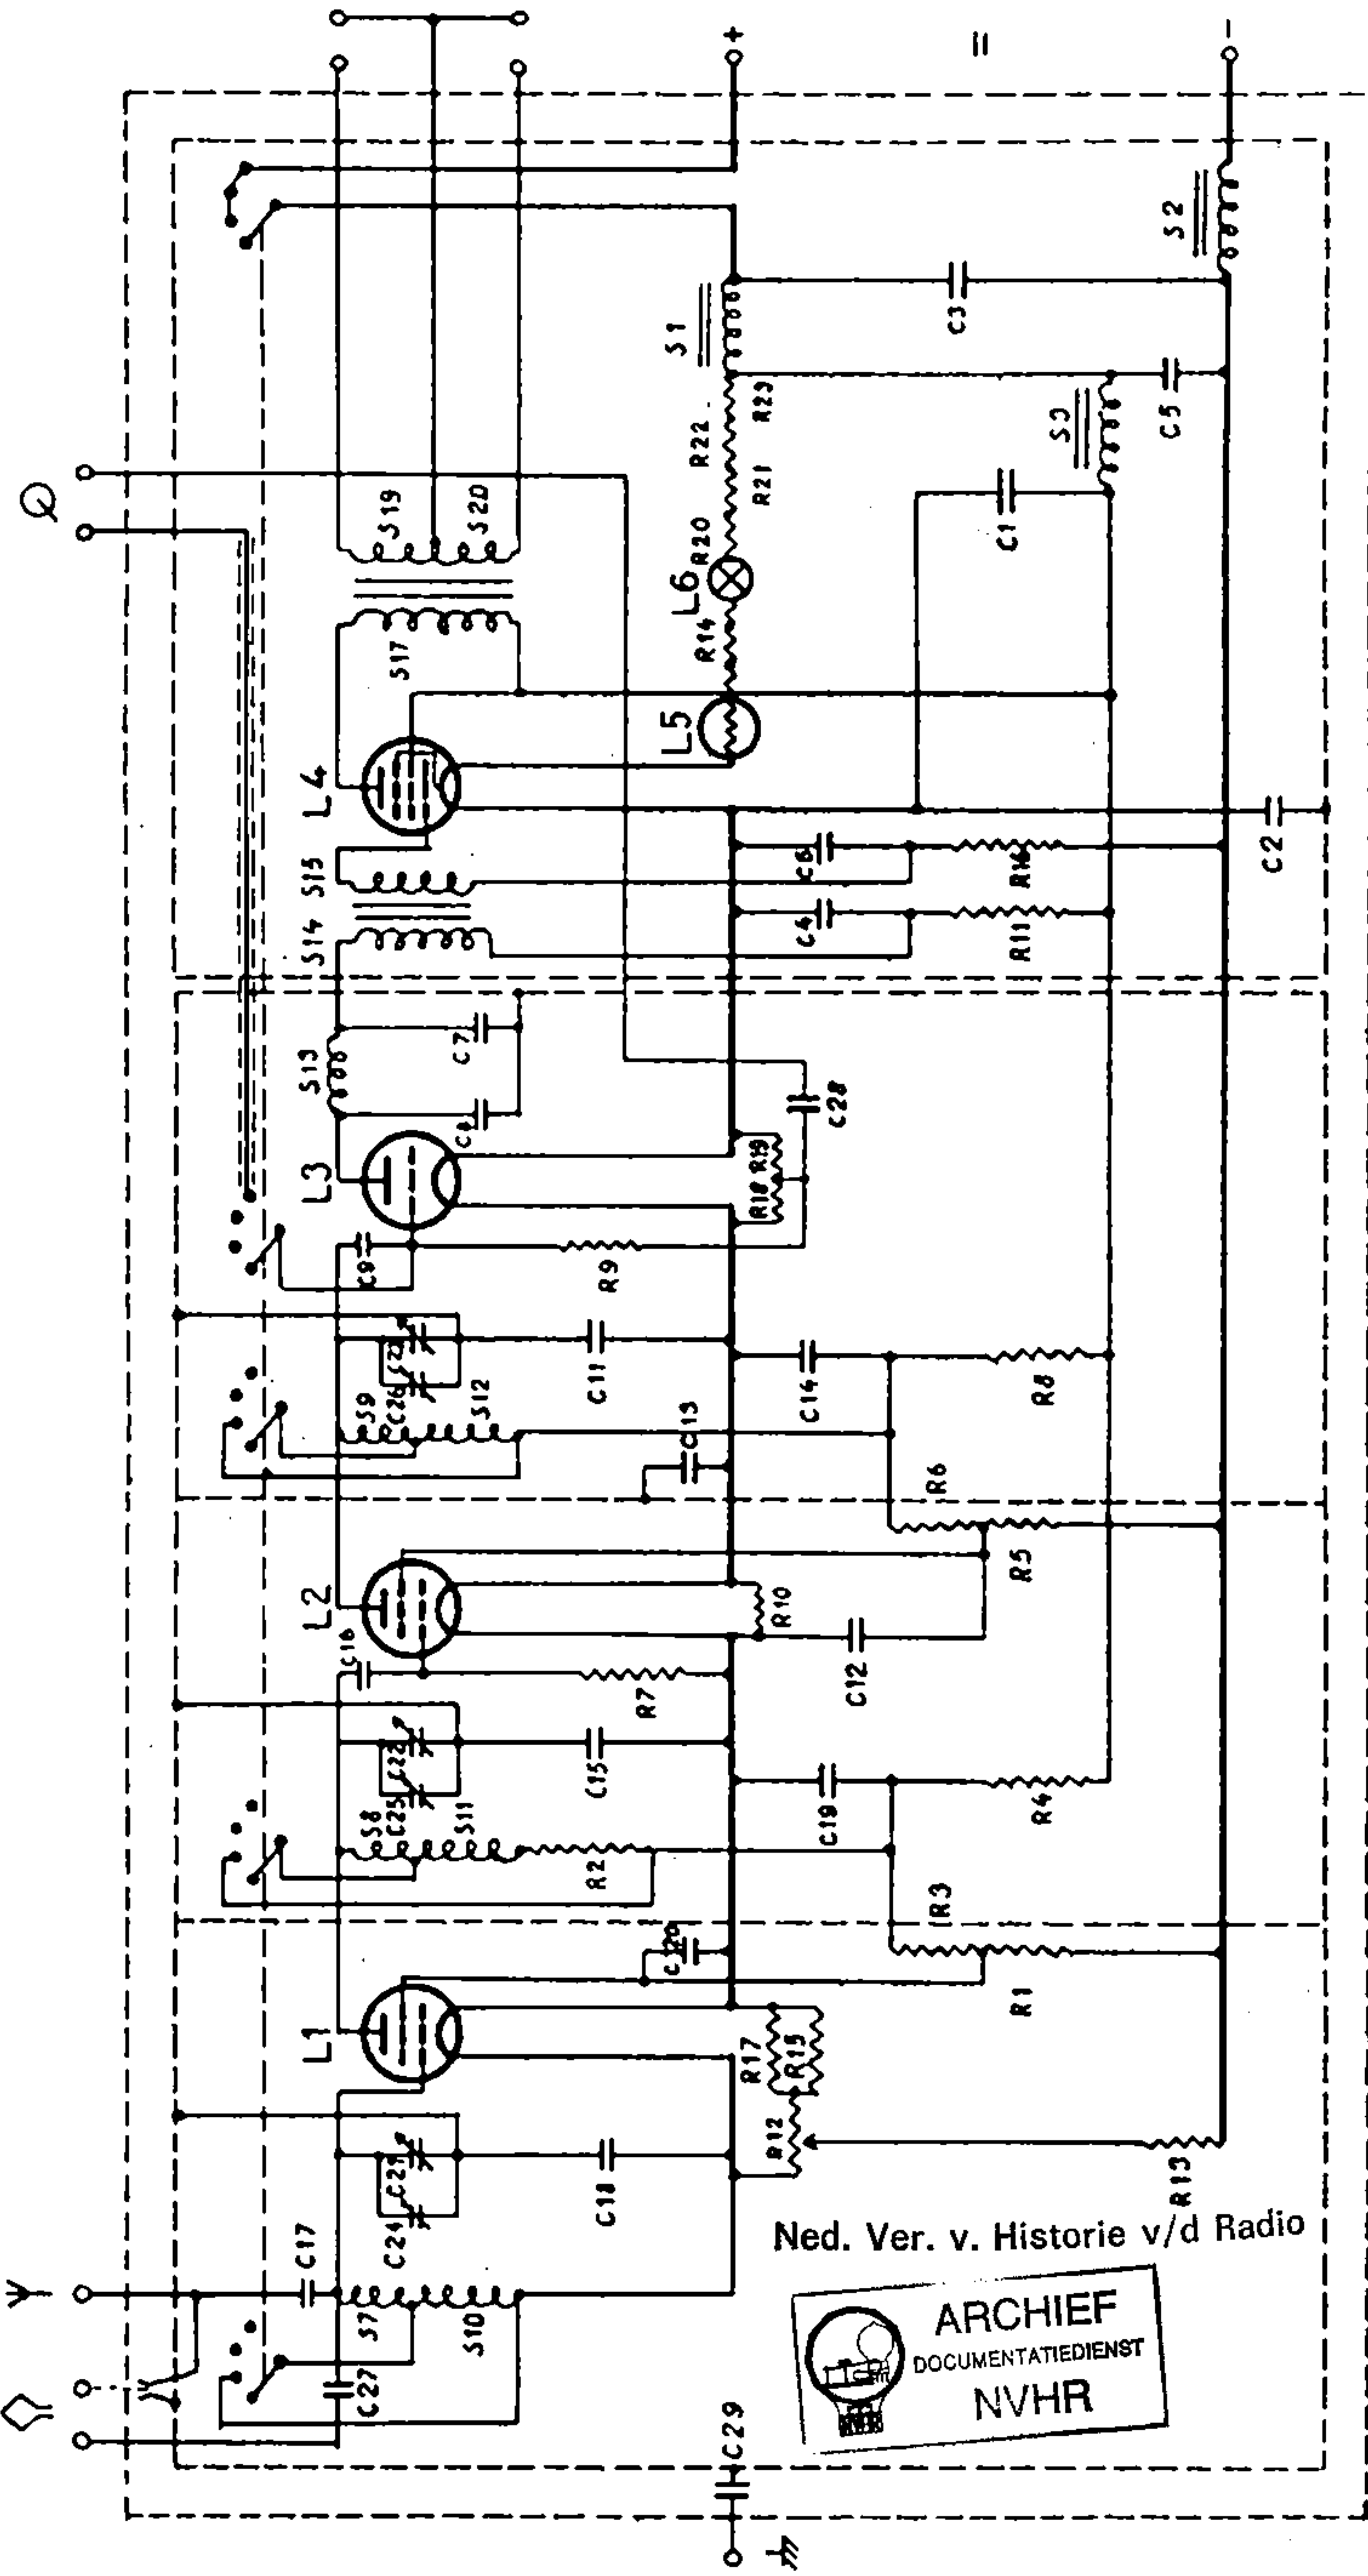 +
=
-
S19
S20
S17
S1
S2
S3
R22
R23
R21
R20
L6
R14
L5
C3
C5
C1
L4
S15
S14
C6
R16
C4
R11
C2
S13
C7
L3
C28
R18
R19
C9
R9
S9
C26
S12
C11
C14
R8
C13
R6
R5
L2
C16
R10
R7
C12
C22
S8
C25
S11
C15
C19
R4
R2
R3
R1
L1
R17
R15
R12
R13
C17
C24
C21
C18
S7
S10
C27
C29
Ned. Ver. v. Historie v/d Radio
ARCHIEF
DOCUMENTATIEDIENST
NVHR